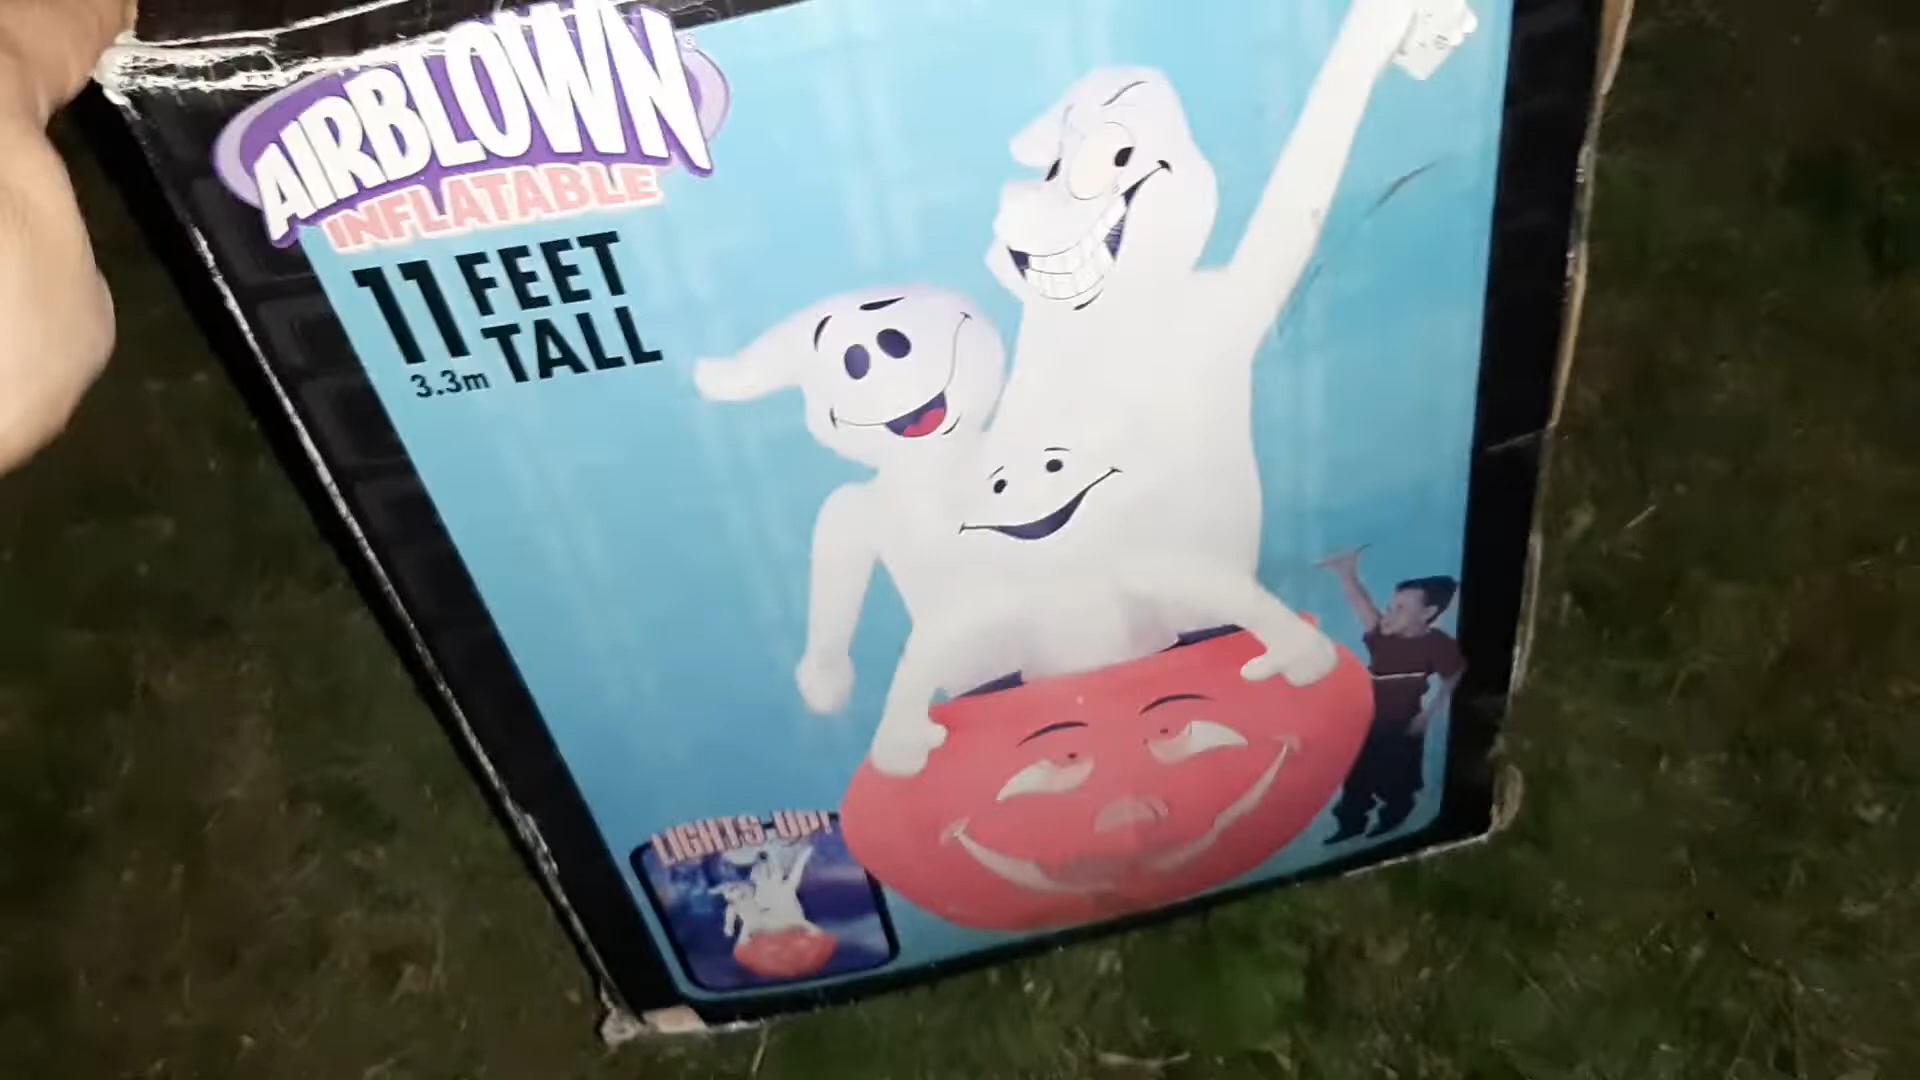 AIRBLOWN
INFLATABLE
11 FEET
TALL
3.3m
LIGHTS-UP!